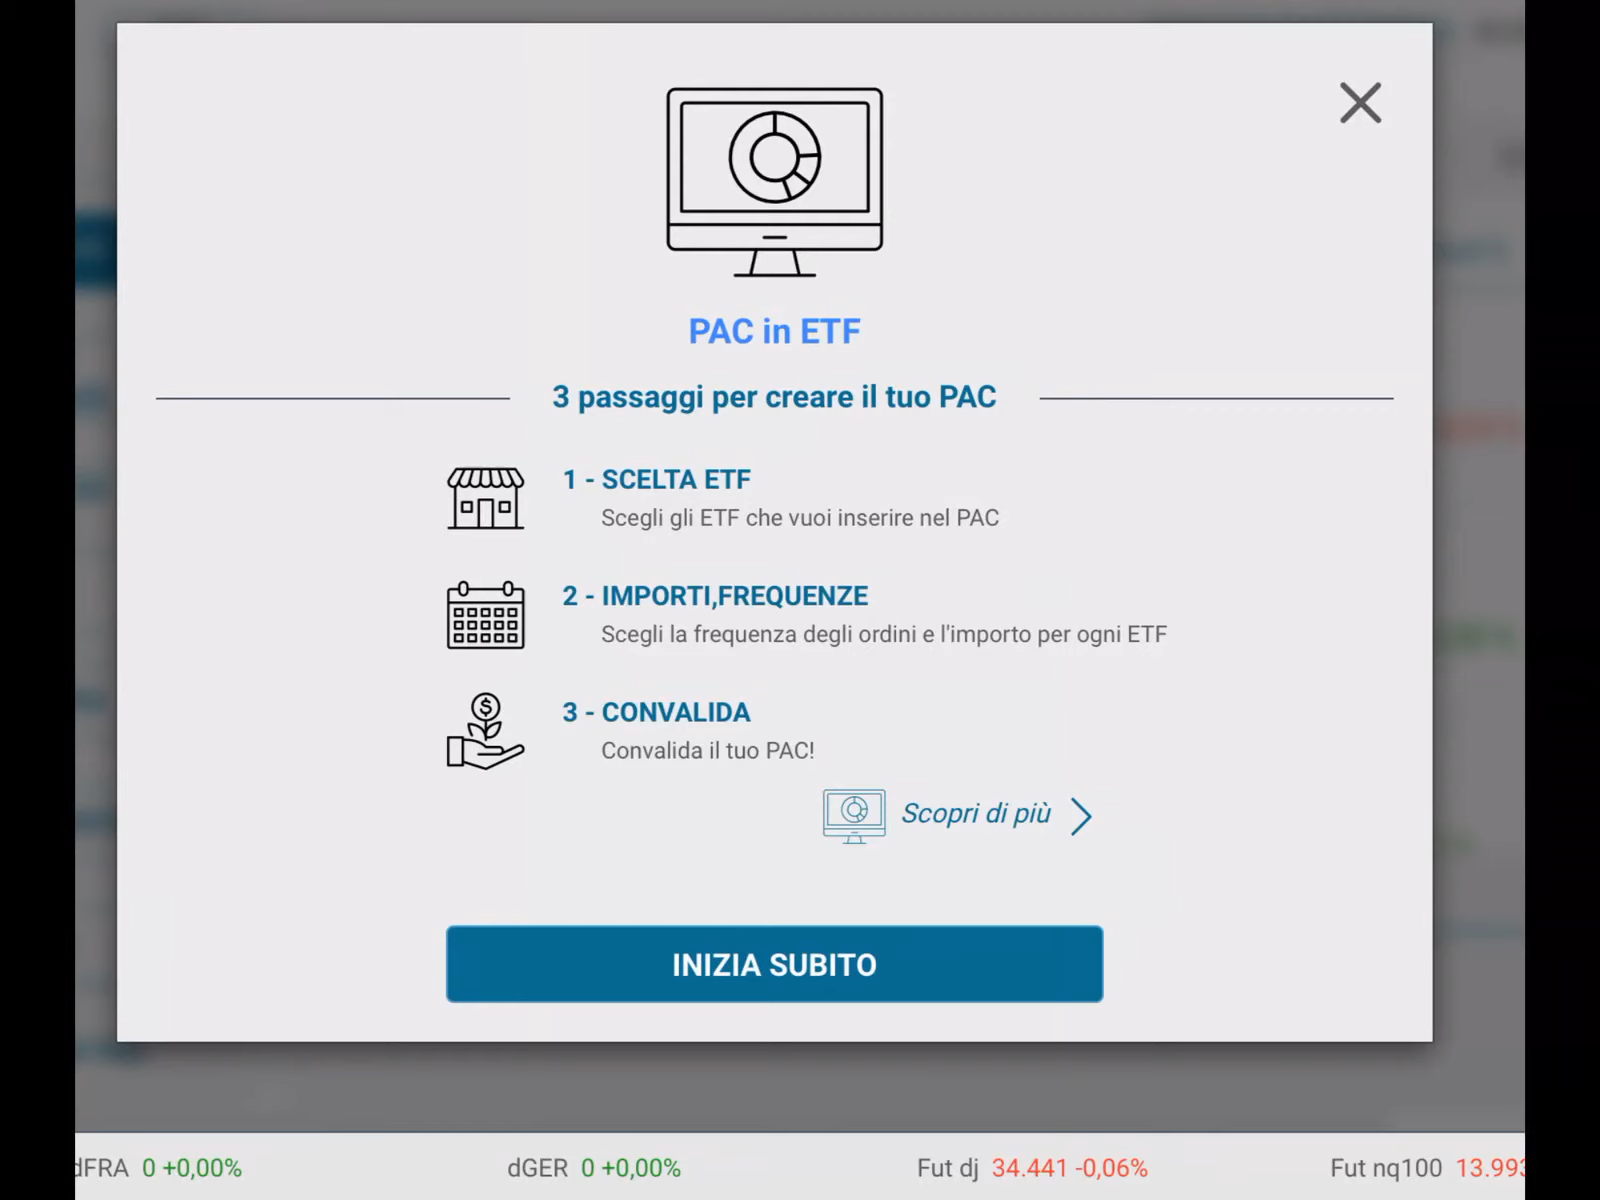 PAC in ETF
3 passaggi per creare il tuo PAC
1 - SCELTA ETF
Scegli gli ETF che vuoi inserire nel PAC
2 - IMPORTI,FREQUENZE
Scegli la frequenza degli ordini e l'importo per ogni ETF
3 - CONVALIDA
Convalida il tuo PAC!
Scopri di più
INIZIA SUBITO
dFRA 0 +0,00% dGER 0 +0,00% Fut dj 34.441 -0,06% Fut nq100 13.993